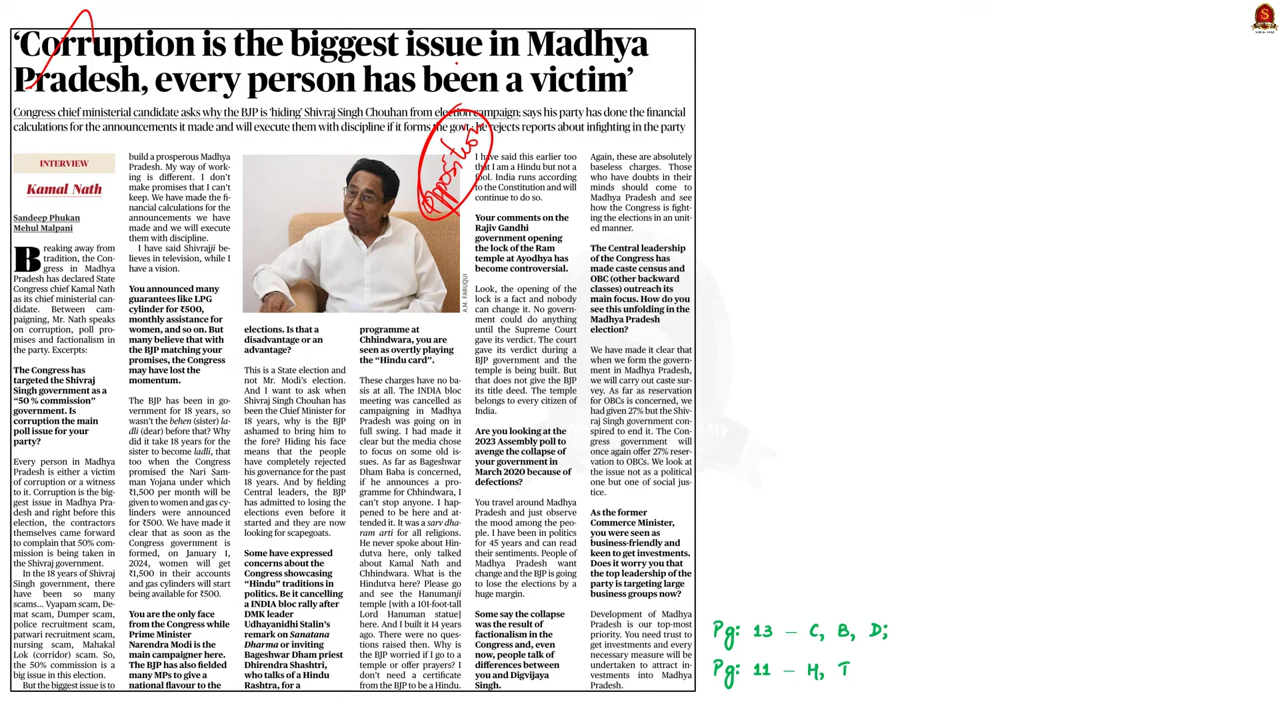 'Corruption is the biggest issue in Madhya
Pradesh, every person has been a victim'
Congress chief ministerial candidate asks why the BJP is 'hiding' Shivraj Singh Chouhan from election campaign; says his party has done the financial
calculations for the announcements it made and will execute them with discipline if it forms the govt.; he rejects reports about infighting in the party
opposition
INTERVIEW
Kamal Nath
Sandeep Phukan
Mehul Malpani
Breaking away from
tradition, the Con-
gress in Madhya
Pradesh has declared State
Congress chief Kamal Nath
as its chief ministerial can-
didate. Between cam-
paigning, Mr. Nath speaks
on corruption, poll pro-
mises and factionalism in
the party. Excerpts:
The Congress has
targeted the Shivraj
Singh government as a
"50 % commission"
government. Is
corruption the main
poll issue for your
party?
Every person in Madhya
Pradesh is either a victim
of corruption or a witness
to it. Corruption is the big-
gest issue in Madhya Pra-
desh and right before this
election, the contractors
themselves came forward
to complain that 50% com-
mission is being taken in
the Shivraj government.
In the 18 years of Shivraj
Singh government, there
have been so many
scams... Vyapam scam, De-
mat scam, Dumper scam,
police recruitment scam,
patwari recruitment scam,
nursing scam, Mahakal
Lok (corridor) scam. So,
the 50% commission is a
big issue in this election.
But the biggest issue is to
build a prosperous Madhya
Pradesh. My way of work-
ing is different. I don't
make promises that I can't
keep. We have made the fi-
nancial calculations for the
announcements we have
made and we will execute
them with discipline.
I have said Shivraji be-
lieves in television, while I
have a vision.
You announced many
guarantees like LPG
cylinder for ₹500,
monthly assistance for
women, and so on. But
many believe that with
the BJP matching your
promises, the Congress
may have lost the
momentum.
The BJP has been in go-
vernment for 18 years, so
wasn't the behen (sister) la-
dli (dear) before that? Why
did it take 18 years for the
sister to become ladli, that
too when the Congress
promised the Nari Sam-
man Yojana under which
₹1,500 per month will be
given to women and gas cy-
linders were announced
for ₹500. We have made it
clear that as soon as the
Congress government is
formed, on January 1,
2024, women will get
₹1,500 in their accounts
and gas cylinders will start
being available for ₹500.
You are the only face
from the Congress while
Prime Minister
Narendra Modi is the
main campaigner here.
The BJP has also fielded
many MPs to give a
national flavour to the
A.M. FARUQUI
elections. Is that a
disadvantage or an
advantage?
This is a State election and
not Mr. Modi's election.
And I want to ask when
Shivraj Singh Chouhan has
been the Chief Minister for
18 years, why is the BJP
ashamed to bring him to
the fore? Hiding his face
means that the people
have completely rejected
his governance for the past
18 years. And by fielding
Central leaders, the BJP
has admitted to losing the
elections even before it
started and they are now
looking for scapegoats.
Some have expressed
concerns about the
Congress showcasing
"Hindu" traditions in
politics. Be it cancelling
a INDIA bloc rally after
DMK leader
Udhayanidhi Stalin's
remark on Sanatana
Dharma or inviting
Bageshwar Dham priest
Dhirendra Shashtri,
who talks of a Hindu
Rashtra, for a
programme at
Chhindwara, you are
seen as overtly playing
the "Hindu card".
These charges have no ba-
sis at all. The INDIA bloc
meeting was cancelled as
campaigning in Madhya
Pradesh was going on in
full swing. I had made it
clear but the media chose
to focus on some old is-
sues. As far as Bageshwar
Dham Baba is concerned,
if he announces a pro-
gramme for Chhindwara, I
can't stop anyone. I hap-
pened to be here and at-
tended it. It was a sarv dha-
ram arti for all religions.
He never spoke about Hin-
dutva here, only talked
about Kamal Nath and
Chhindwara. What is the
Hindutva here? Please go
and see the Hanumanji
temple [with a 101-foot-tall
Lord Hanuman statue]
here. And I built it 14 years
ago. There were no ques-
tions raised then. Why is
the BJP worried if I go to a
temple or offer prayers? I
don't need a certificate
from the BJP to be a Hindu.
I have said this earlier too
that I am a Hindu but not a
fool. India runs according
to the Constitution and will
continue to do so.
Your comments on the
Rajiv Gandhi
government opening
the lock of the Ram
temple at Ayodhya has
become controversial.
Look, the opening of the
lock is a fact and nobody
can change it. No govern-
ment could do anything
until the Supreme Court
gave its verdict. The court
gave its verdict during a
BJP government and the
temple is being built. But
that does not give the BJP
its title deed. The temple
belongs to every citizen of
India.
Are you looking at the
2023 Assembly poll to
avenge the collapse of
your government in
March 2020 because of
defections?
You travel around Madhya
Pradesh and just observe
the mood among the peo-
ple. I have been in politics
for 45 years and can read
their sentiments. People of
Madhya Pradesh want
change and the BJP is going
to lose the elections by a
huge margin.
Some say the collapse
was the result of
factionalism in the
Congress and, even
now, people talk of
differences between
you and Digvijaya
Singh.
Again, these are absolutely
baseless charges. Those
who have doubts in their
minds should come to
Madhya Pradesh and see
how the Congress is fight-
ing the elections in an unit-
ed manner.
The Central leadership
of the Congress has
made caste census and
OBC (other backward
classes) outreach its
main focus. How do you
see this unfolding in the
Madhya Pradesh
election?
We have made it clear that
when we form the govern-
ment in Madhya Pradesh,
we will carry out caste sur-
vey. As far as reservation
for OBCs is concerned, we
had given 27% but the Shiv-
raj Singh government con-
spired to end it. The Con-
gress government will
once again offer 27% reser-
vation to OBCs. We look at
the issue not as a political
one but one of social jus-
tice.
As the former
Commerce Minister,
you were seen as
business-friendly and
keen to get investments.
Does it worry you that
the top leadership of the
party is targeting large
business groups now?
Development of Madhya
Pradesh is our top-most
priority. You need trust to
get investments and every
necessary measure will be
undertaken to attract in-
vestments into Madhya
Pradesh.
Pg: 13 – C, B, D;
Pg: 11 – H, T